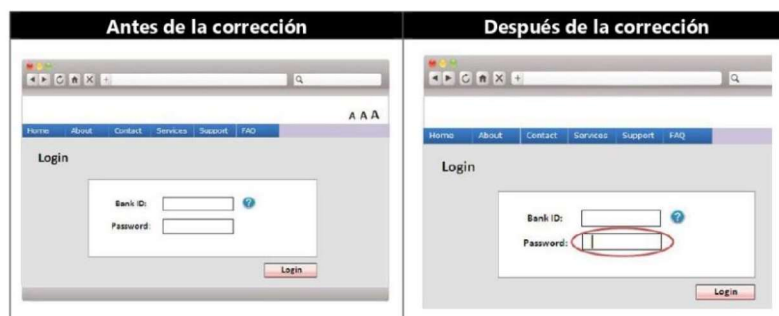 Antes de la corrección
Después de la corrección
A A A
Home About Contact Services Support FAQ
Login
Bank ID: ?
Password:
Login
Home About Contact Services Support FAQ
Login
Bank ID: ?
Password:
Login